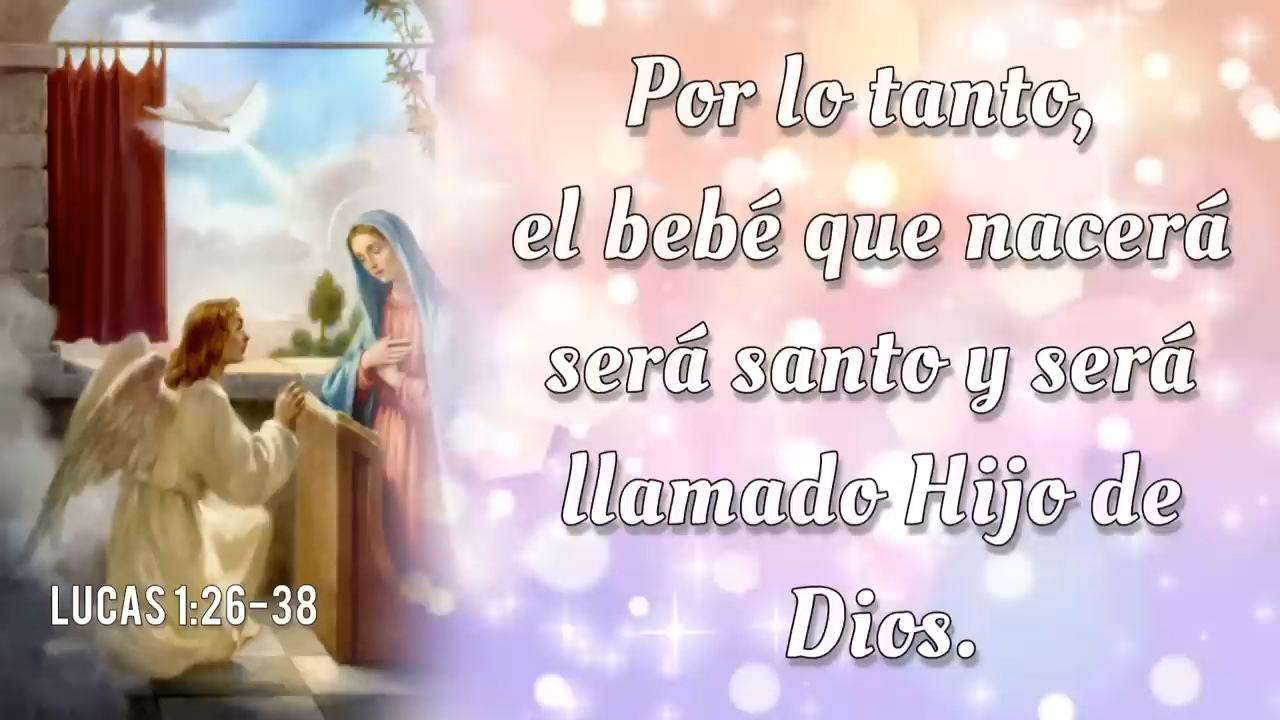 Por lo tanto,
el bebé que nacerá
será santo y será
llamado Hijo de
Dios.
LUCAS 1:26-38